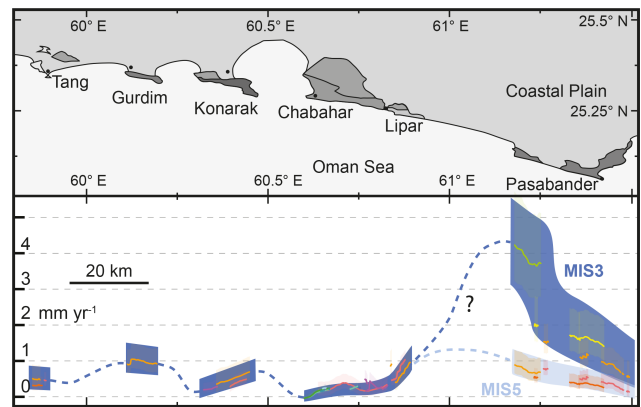 60° E 60.5° E 61° E 25.5° N
Tang
Gurdim
Konarak
Chabahar
Lipar
Coastal Plain
25.25° N
Oman Sea
Pasabander
60° E 60.5° E 61° E
4
3
2
1
0
20 km
mm yr⁻¹
?
MIS3
MIS5